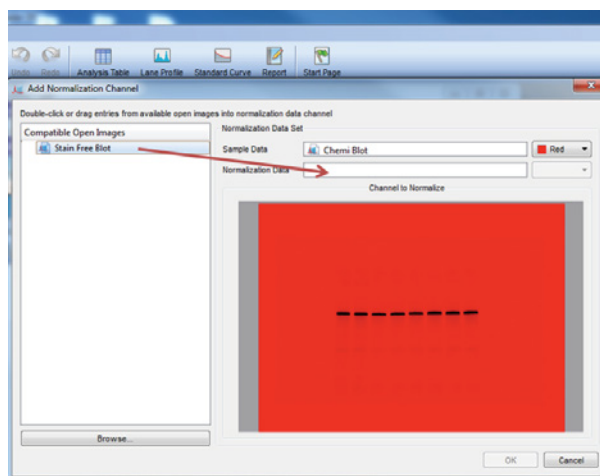 Undo Redo Analysis Table Lane Profile Standard Curve Report Start Page
Add Normalization Channel
Double-click or drag entries from available open images into normalization data channel
Compatible Open Images
Stain Free Blot
Normalization Data Set
Sample Data Chemi Blot Red
Normalization Data
Channel to Normalize
Browse...
OK Cancel